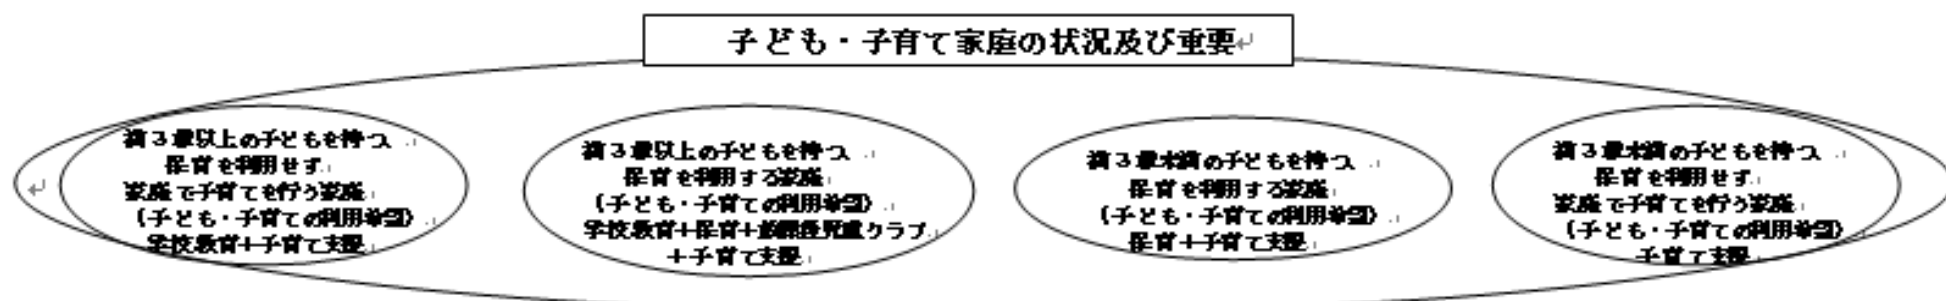 子ども・子育て家庭の状況及び重要
満３歳以上の子どもを持つ
保育を利用せず
家庭で子育てを行う家庭
（子ども・子育ての利用希望）
学校教育＋子育て支援
満３歳以上の子どもを持つ
保育を利用する家庭
（子ども・子育ての利用希望）
学校教育＋保育＋放課後児童クラブ
＋子育て支援
満３歳未満の子どもを持つ
保育を利用する家庭
（子ども・子育ての利用希望）
保育＋子育て支援
満３歳未満の子どもを持つ
保育を利用せず
家庭で子育てを行う家庭
（子ども・子育ての利用希望）
子育て支援